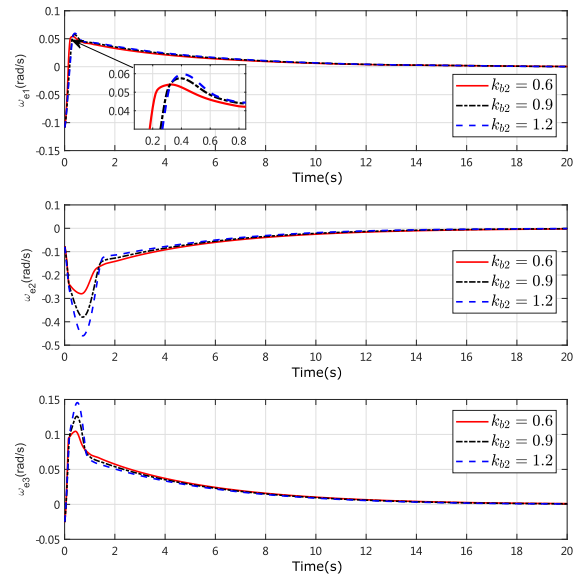 0.1
0.05
0
-0.05
-0.1
-0.15
ω_e1(rad/s)
0.06
0.05
0.04
0.2 0.4 0.6 0.8
k_b2 = 0.6
k_b2 = 0.9
k_b2 = 1.2
0 2 4 6 8 10 12 14 16 18 20
Time(s)
0.1
0
-0.1
-0.2
-0.3
-0.4
-0.5
ω_e2(rad/s)
k_b2 = 0.6
k_b2 = 0.9
k_b2 = 1.2
0 2 4 6 8 10 12 14 16 18 20
Time(s)
0.15
0.1
0.05
0
-0.05
ω_e3(rad/s)
k_b2 = 0.6
k_b2 = 0.9
k_b2 = 1.2
0 2 4 6 8 10 12 14 16 18 20
Time(s)